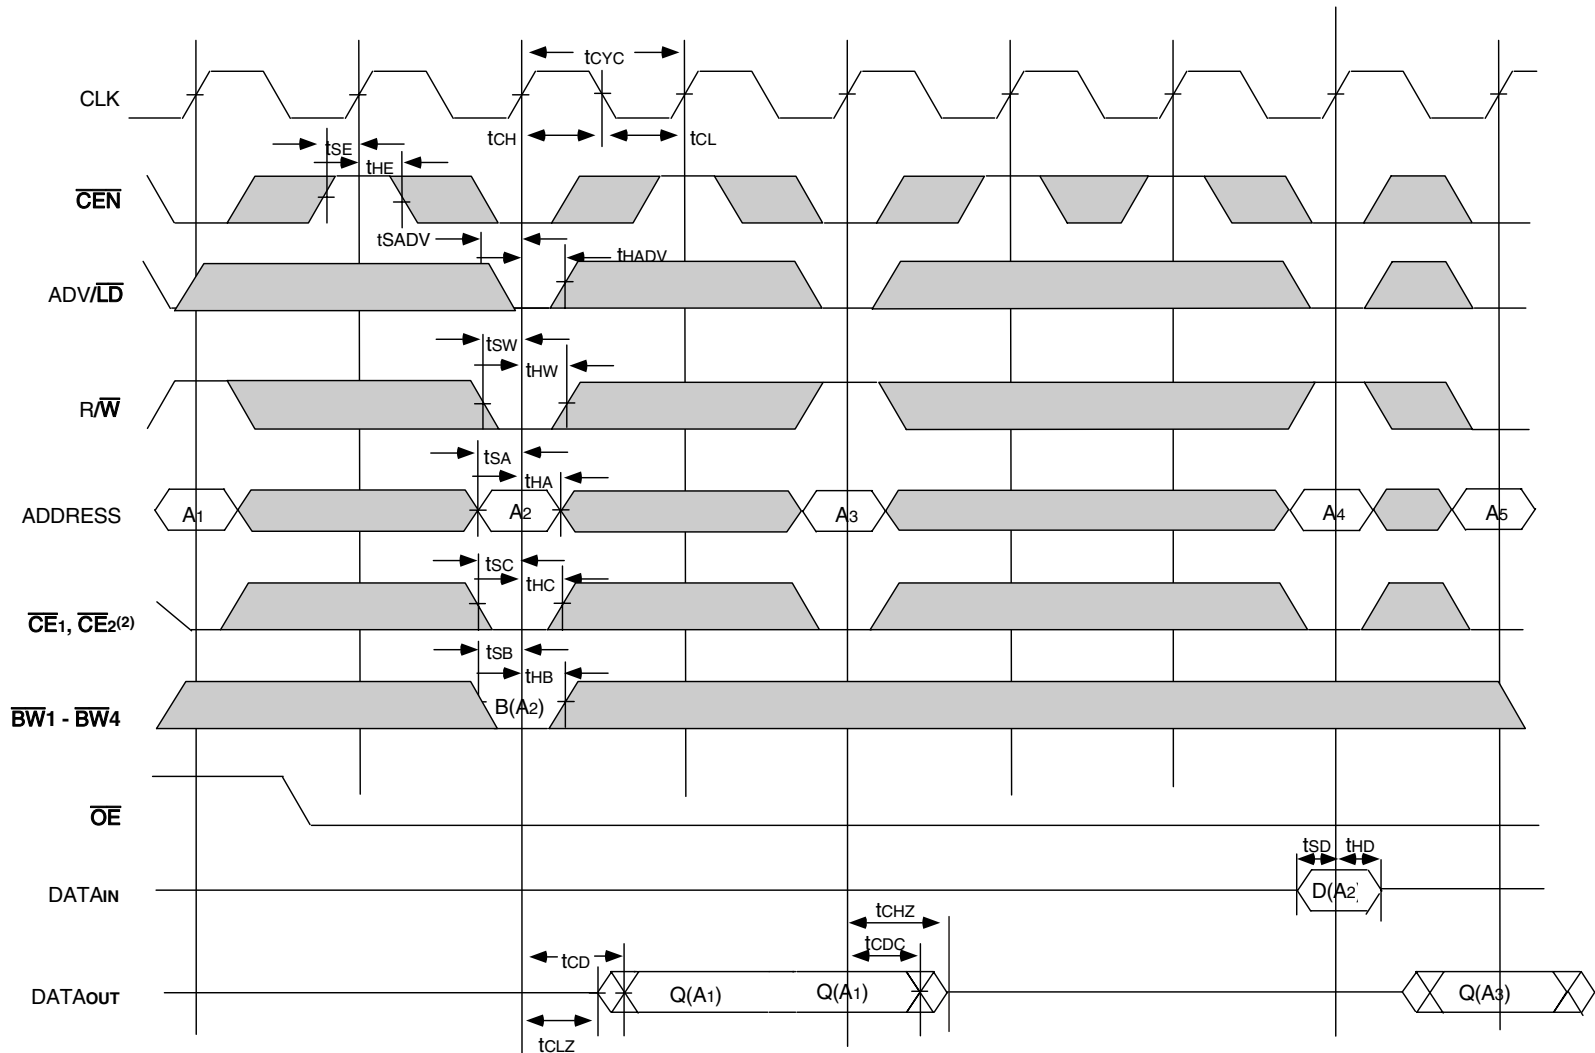 tCYC
CLK
tCH
tCL
tSE
tHE
CEN
tSADV
tHADV
ADV/LD
tSW
tHW
R/W
tSA
tHA
ADDRESS
A1
A2
A3
A4
A5
tSC
tHC
CE1, CE2(2)
tSB
tHB
B(A2)
BW1 - BW4
OE
tSD
tHD
DATAIN
D(A2)
tCHZ
tCDC
tCD
DATAOUT
Q(A1)
Q(A1)
Q(A3)
tCLZ